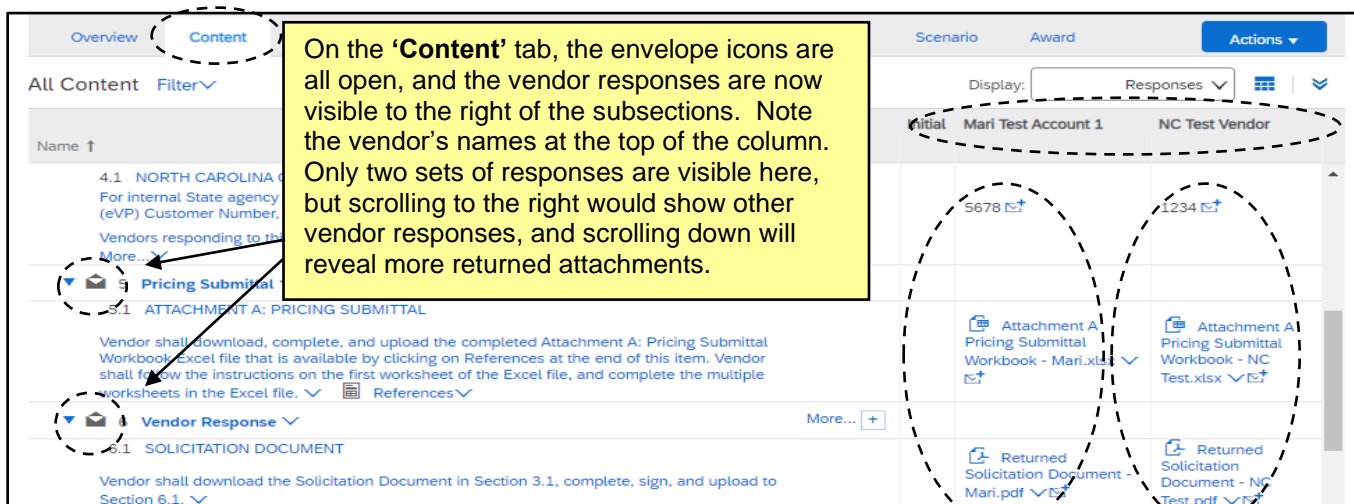 Overview Content Scenario Award Actions
On the ‘Content’ tab, the envelope icons are
all open, and the vendor responses are now
visible to the right of the subsections. Note
the vendor’s names at the top of the column.
Only two sets of responses are visible here,
but scrolling to the right would show other
vendor responses, and scrolling down will
reveal more returned attachments.
All Content Filter Display: Responses
Name ↑ Initial Mari Test Account 1 NC Test Vendor
4.1 NORTH CAROLINA
For internal State agency
(eVP) Customer Number,
Vendors responding to
More...
5678 1234
5 Pricing Submittal
5.1 ATTACHMENT A: PRICING SUBMITTAL
Vendor shall download, complete, and upload the completed Attachment A: Pricing Submittal
Workbook Excel file that is available by clicking on References at the end of this item. Vendor
shall follow the instructions on the first worksheet of the Excel file, and complete the multiple
worksheets in the Excel file. References
Attachment A
Pricing Submittal
Workbook - Mari.xlsx
Attachment A
Pricing Submittal
Workbook - NC
Test.xlsx
6 Vendor Response More... +
6.1 SOLICITATION DOCUMENT
Vendor shall download the Solicitation Document in Section 3.1, complete, sign, and upload to
Section 6.1.
Returned
Solicitation Document -
Mari.pdf
Returned
Solicitation
Document - NC
Test.pdf